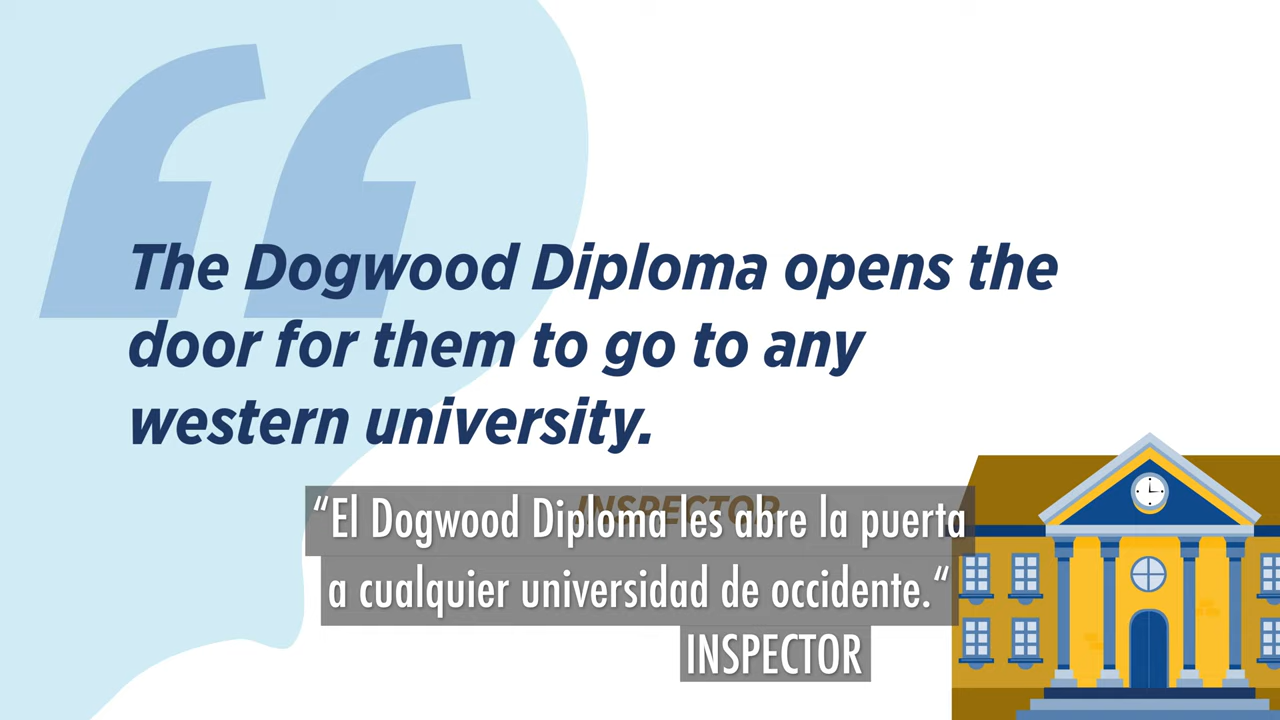 The Dogwood Diploma opens the
door for them to go to any
western university.
INSPECTOR
“El Dogwood Diploma les abre la puerta
a cualquier universidad de occidente.“
INSPECTOR